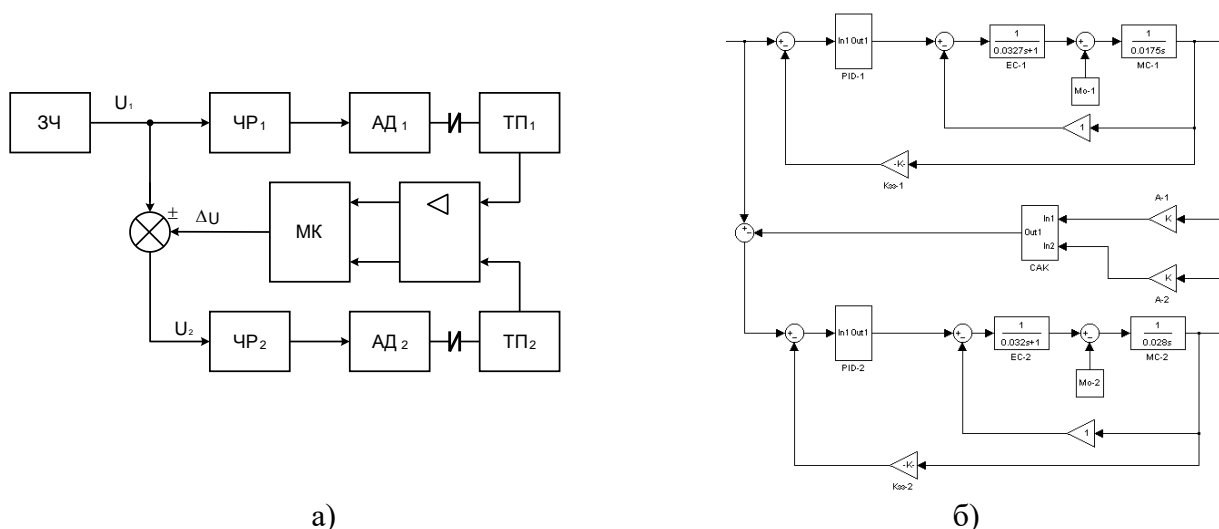 ЗЧ
U₁
ЧР₁
АД₁
ТП₁
±
ΔU
МК
U₂
ЧР₂
АД₂
ТП₂
а)
+-
In1 Out1
PID-1
+-
1
0.0327s+1
EC-1
+-
Mo-1
1
0.0175s
MC-1
1
-K-
Kss-1
+-
Out1
In1
In2
CAK
A-1
K
K
A-2
+-
In1 Out1
PID-2
+-
1
0.032s+1
EC-2
+-
Mo-2
1
0.028s
MC-2
1
-K-
Kss-2
б)